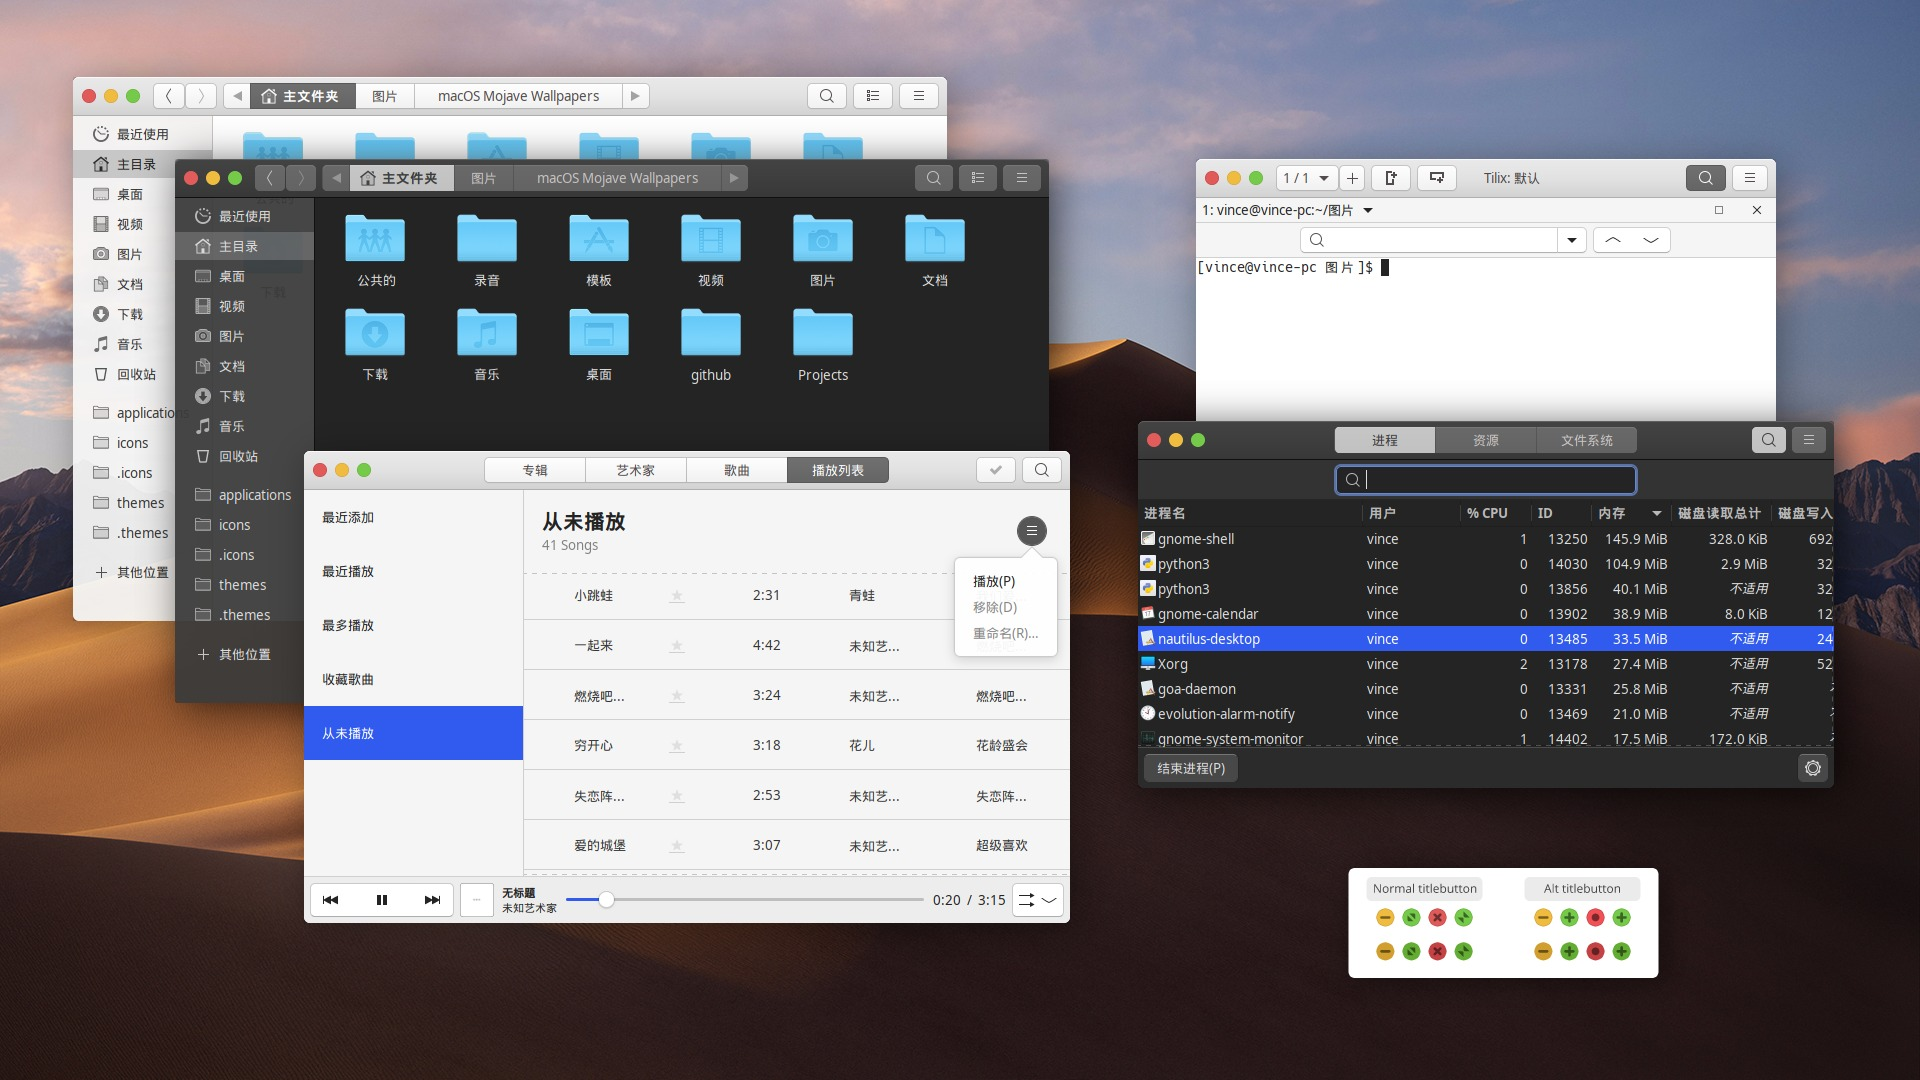 主文件夹 图片 macOS Mojave Wallpapers
最近使用
主目录
桌面
视频
图片
文档
下载
音乐
回收站
applications
icons
.icons
themes
.themes
其他位置
主文件夹 图片 macOS Mojave Wallpapers
最近使用
主目录
桌面
视频
图片
文档
下载
音乐
回收站
applications
icons
.icons
themes
.themes
其他位置
公共的 录音 模板 视频 图片 文档
下载 音乐 桌面 github Projects
专辑 艺术家 歌曲 播放列表
最近添加
最近播放
最多播放
收藏歌曲
从未播放
从未播放
41 Songs
播放(P)
移除(D)
重命名(R)...
小跳蛙 2:31 青蛙
一起来 4:42 未知艺...
燃烧吧... 3:24 未知艺... 燃烧吧...
穷开心 3:18 花儿 花龄盛会
失恋阵... 2:53 未知艺... 失恋阵...
爱的城堡 3:07 未知艺... 超级喜欢
无标题
未知艺术家
0:20 / 3:15
1 / 1 Tilix: 默认
1: vince@vince-pc:~/图片
[vince@vince-pc 图片]$
进程 资源 文件系统
进程名 用户 % CPU ID 内存 磁盘读取总计 磁盘写入
gnome-shell vince 1 13250 145.9 MiB 328.0 KiB 692
python3 vince 0 14030 104.9 MiB 2.9 MiB 32
python3 vince 0 13856 40.1 MiB 不适用 32
gnome-calendar vince 0 13902 38.9 MiB 8.0 KiB 12
nautilus-desktop vince 0 13485 33.5 MiB 不适用 24
Xorg vince 2 13178 27.4 MiB 不适用 52
goa-daemon vince 0 13331 25.8 MiB 不适用
evolution-alarm-notify vince 0 13469 21.0 MiB 不适用
gnome-system-monitor vince 1 14402 17.5 MiB 172.0 KiB
结束进程(P)
Normal titlebutton Alt titlebutton